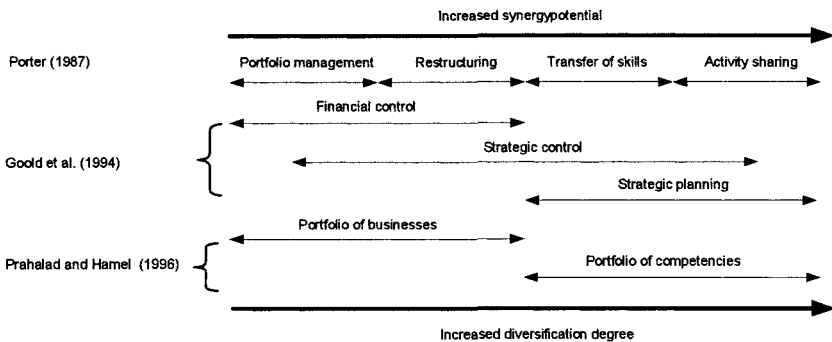 Increased synergypotential
Porter (1987)
Portfolio management Restructuring Transfer of skills Activity sharing
Financial control
Goold et al. (1994)
Strategic control
Strategic planning
Portfolio of businesses
Prahalad and Hamel (1996)
Portfolio of competencies
Increased diversification degree